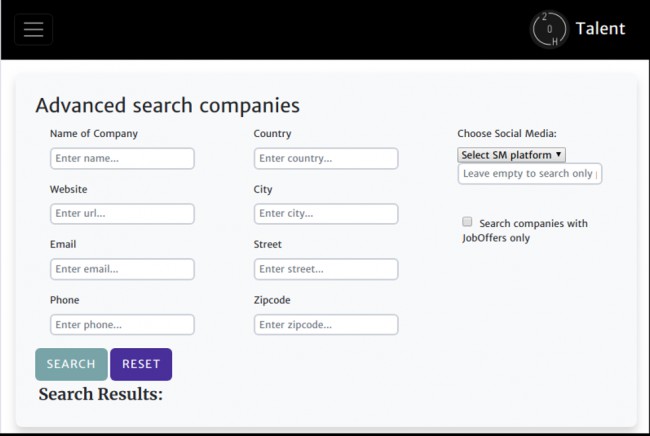 2
0
H
Talent
Advanced search companies
Name of Company
Enter name...
Website
Enter url...
Email
Enter email...
Phone
Enter phone...
Country
Enter country...
City
Enter city...
Street
Enter street...
Zipcode
Enter zipcode...
Choose Social Media:
Select SM platform ▼
Leave empty to search only
Search companies with
JobOffers only
SEARCH
RESET
Search Results: